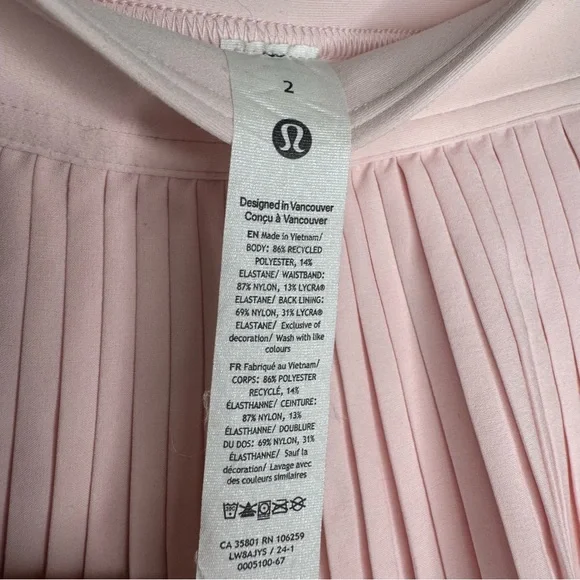 2
Designed in Vancouver
Conçu à Vancouver
EN Made in Vietnam/
BODY: 86% RECYCLED
POLYESTER, 14%
ELASTANE/ WAISTBAND:
87% NYLON, 13% LYCRA®
ELASTANE/ BACK LINING:
69% NYLON, 31% LYCRA®
ELASTANE/ Exclusive of
decoration/ Wash with like
colours
FR Fabriqué au Vietnam/
CORPS: 86% POLYESTER
RECYCLÉ, 14%
ÉLASTHANNE/ CEINTURE:
87% NYLON, 13%
ÉLASTHANNE/ DOUBLURE
DU DOS: 69% NYLON, 31%
ÉLASTHANNE/ Sauf la
décoration/ Lavage avec
des couleurs similaires
CA 35801 RN 106259
LW8AJYS / 24-1
0005100-67